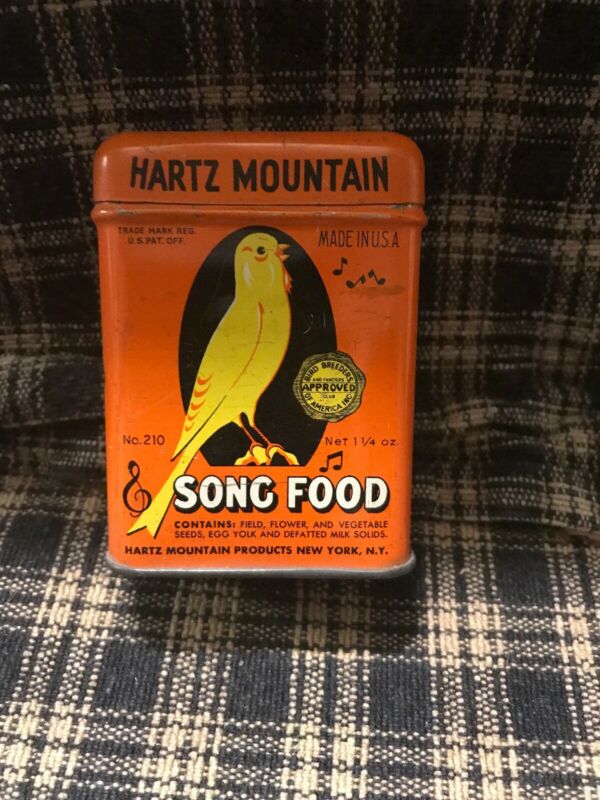 HARTZ MOUNTAIN
TRADE MARK REG.
U.S. PAT. OFF.
MADE IN U.S.A
BIRD BREEDERS
AND FANCIERS
APPROVED
CLUB
OF AMERICA INC
No. 210
Net 1 1/4 oz.
SONG FOOD
CONTAINS: FIELD, FLOWER, AND VEGETABLE
SEEDS, EGG YOLK AND DEFATTED MILK SOLIDS.
HARTZ MOUNTAIN PRODUCTS NEW YORK, N.Y.